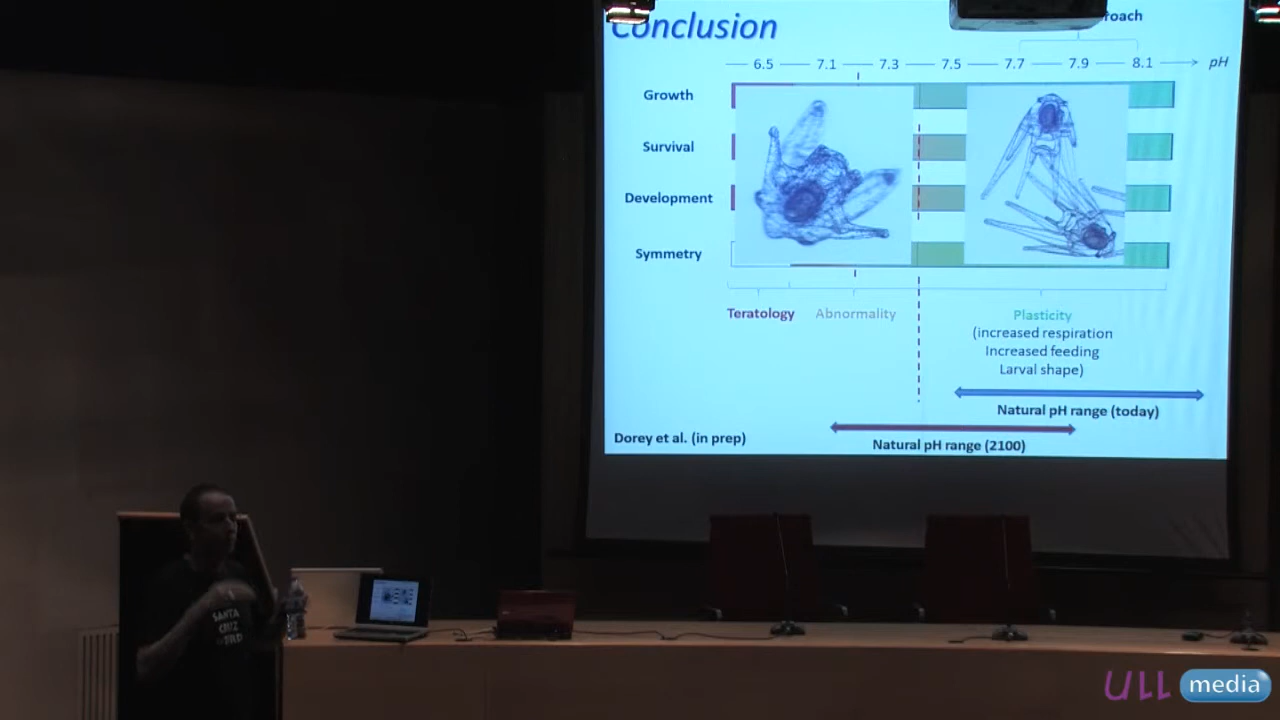 Conclusion
roach
6.5 7.1 7.3 7.5 7.7 7.9 8.1 pH
Growth
Survival
Development
Symmetry
Teratology Abnormality Plasticity
(increased respiration
Increased feeding
Larval shape)
Natural pH range (today)
Dorey et al. (in prep)
Natural pH range (2100)
SANTA
CRUZ
ULL media